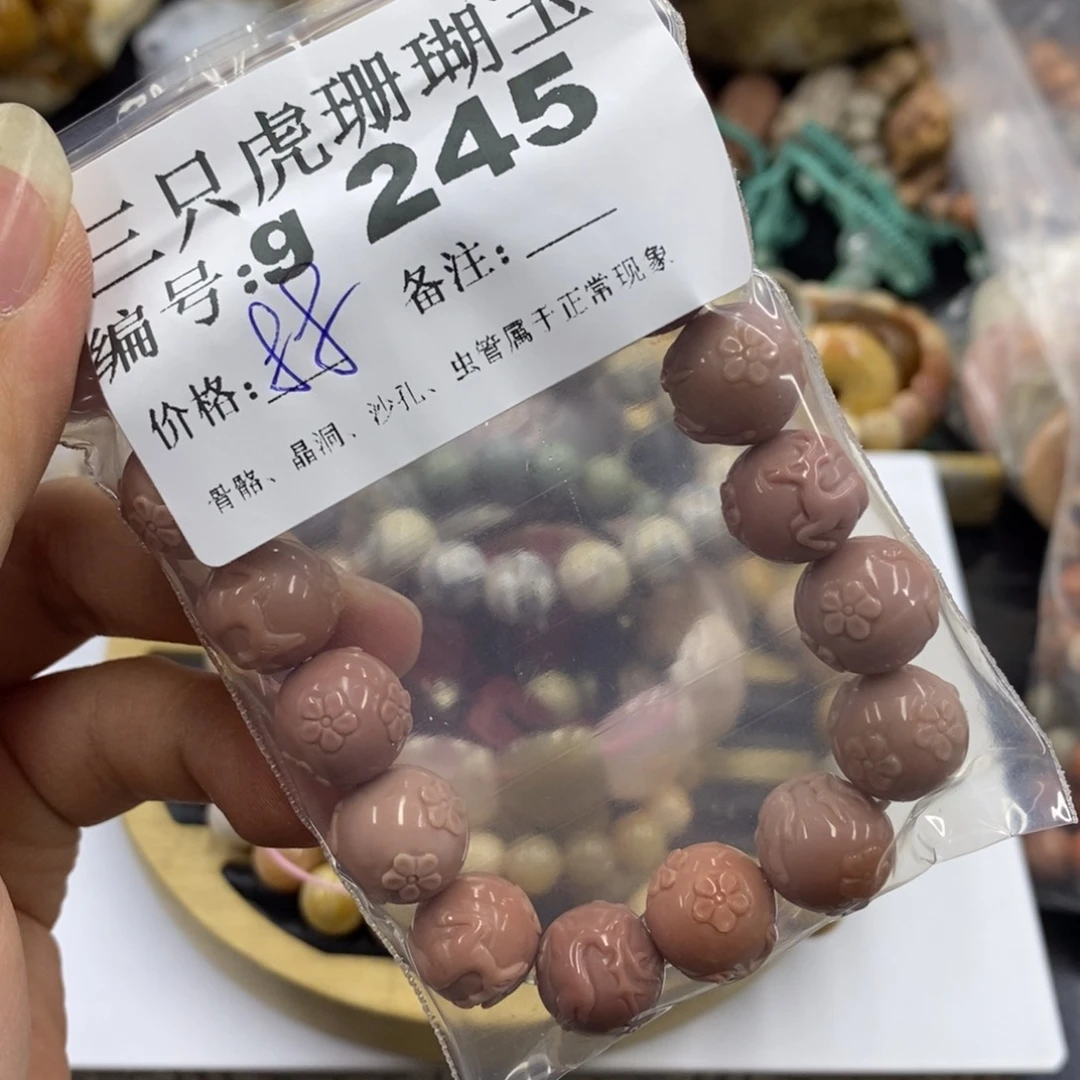 三只虎珊瑚玉
编号:g 245
价格:88 备注:
骨骼、晶洞、沙孔、虫管属于正常现象